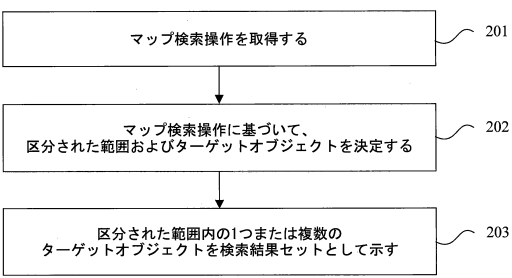 マップ検索操作を取得する
201
マップ検索操作に基づいて、
区分された範囲およびターゲットオブジェクトを決定する
202
区分された範囲内の1つまたは複数の
ターゲットオブジェクトを検索結果セットとして示す
203